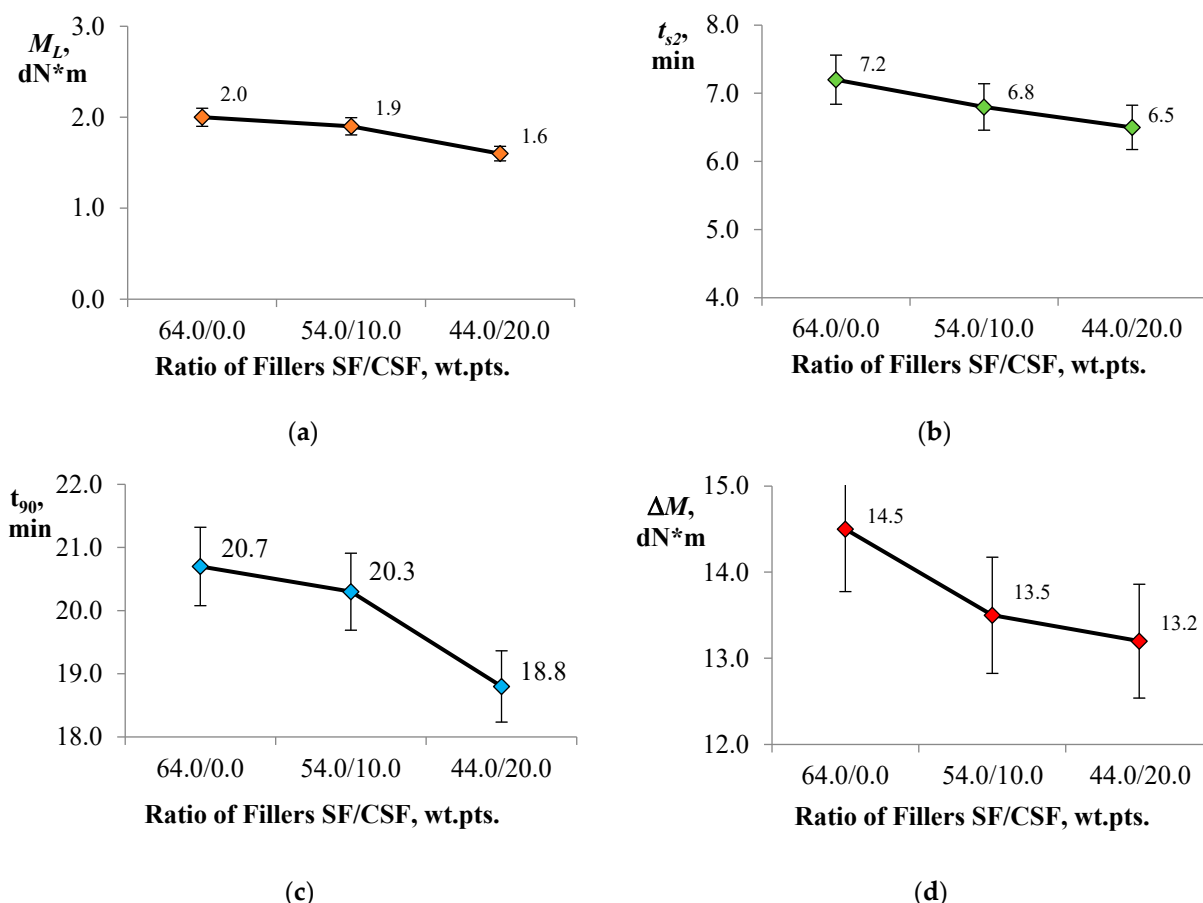 M_L,
dN*m
3.0
2.0
1.0
0.0
2.0
1.9
1.6
64.0/0.0 54.0/10.0 44.0/20.0
Ratio of Fillers SF/CSF, wt.pts.
(a)
t_s2,
min
8.0
7.0
6.0
5.0
4.0
7.2
6.8
6.5
64.0/0.0 54.0/10.0 44.0/20.0
Ratio of Fillers SF/CSF, wt.pts.
(b)
t_90,
min
22.0
21.0
20.0
19.0
18.0
20.7
20.3
18.8
64.0/0.0 54.0/10.0 44.0/20.0
Ratio of Fillers SF/CSF, wt.pts.
(c)
ΔM,
dN*m
15.0
14.0
13.0
12.0
14.5
13.5
13.2
64.0/0.0 54.0/10.0 44.0/20.0
Ratio of Fillers SF/CSF, wt.pts.
(d)